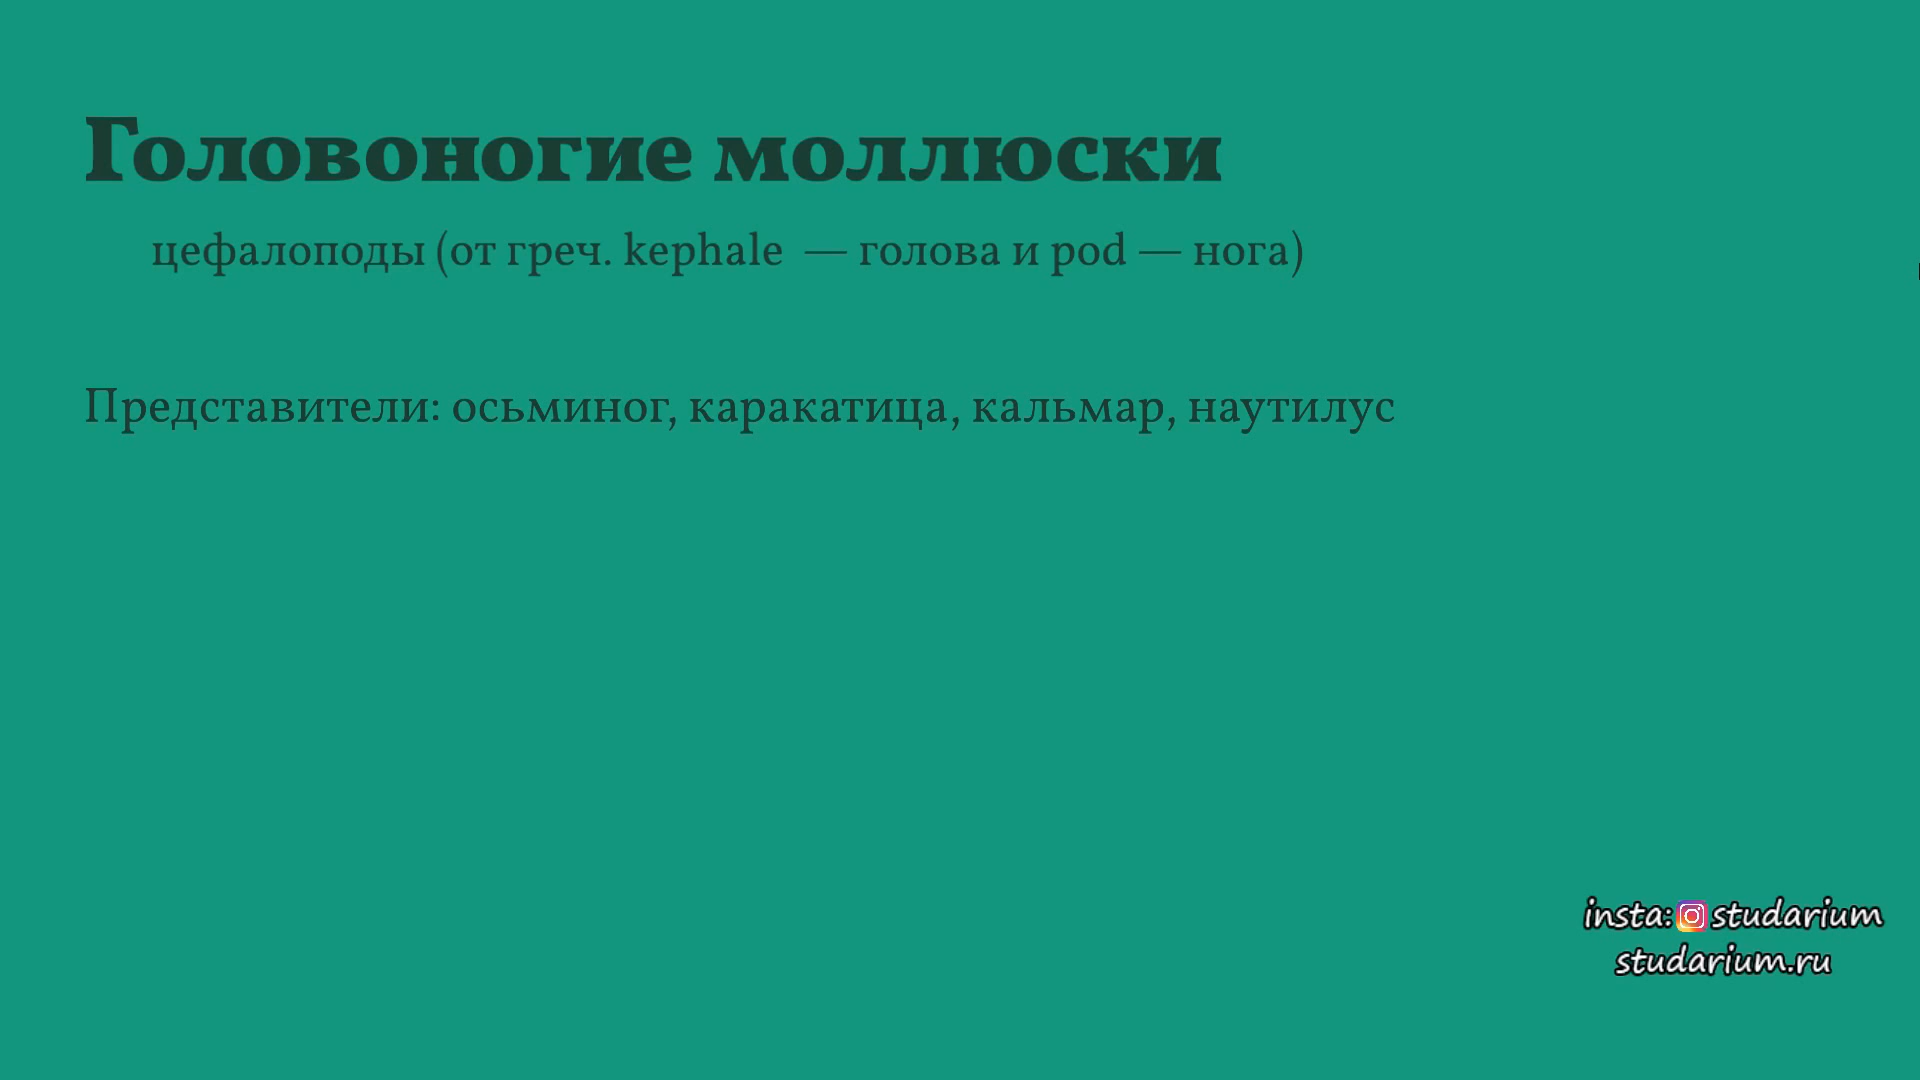 Головоногие моллюски
цефалоподы (от греч. kephale — голова и pod — нога)
Представители: осьминог, каракатица, кальмар, наутилус
insta: studarium
studarium.ru